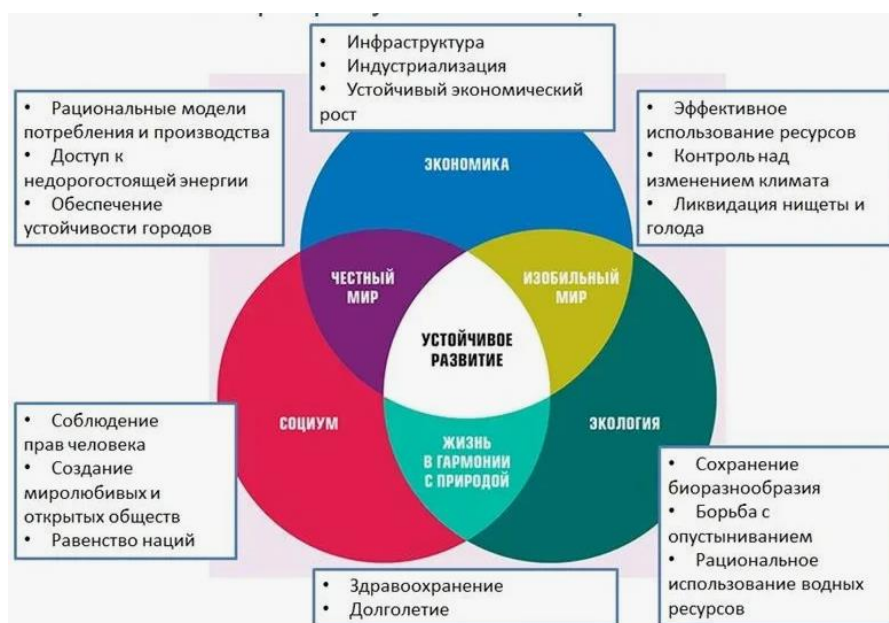 • Инфраструктура
• Индустриализация
• Устойчивый экономический
рост
• Рациональные модели
потребления и производства
• Доступ к
недорогостоящей энергии
• Обеспечение
устойчивости городов
• Эффективное
использование ресурсов
• Контроль над
изменением климата
• Ликвидация нищеты и
голода
ЭКОНОМИКА
ЧЕСТНЫЙ
МИР
ИЗОБИЛЬНЫЙ
МИР
УСТОЙЧИВОЕ
РАЗВИТИЕ
СОЦИУМ
ЭКОЛОГИЯ
ЖИЗНЬ
В ГАРМОНИИ
С ПРИРОДОЙ
• Соблюдение
прав человека
• Создание
миролюбивых и
открытых обществ
• Равенство наций
• Сохранение
биоразнообразия
• Борьба с
опустыниванием
• Рациональное
использование водных
ресурсов
• Здравоохранение
• Долголетие